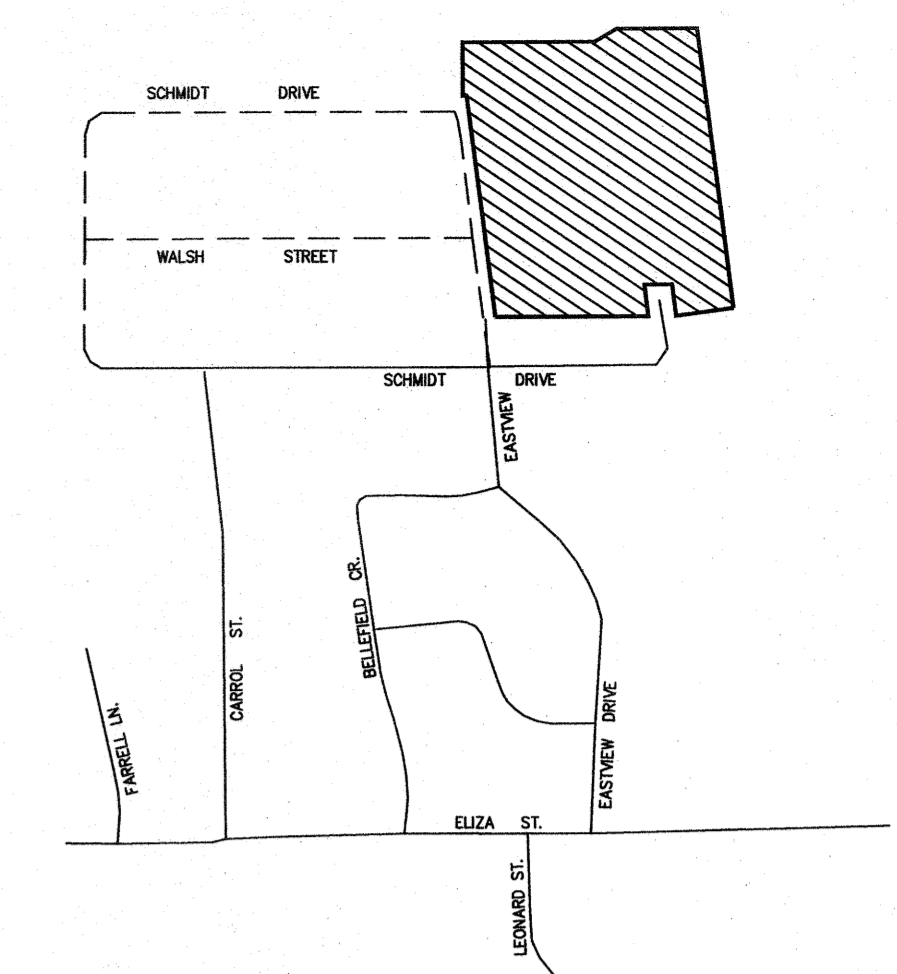 SCHMIDT DRIVE
WALSH STREET
SCHMIDT DRIVE
EASTVIEW
BELLEFIELD CR.
CARROL ST.
FARRELL LN.
EASTVIEW DRIVE
ELIZA ST.
LEONARD ST.